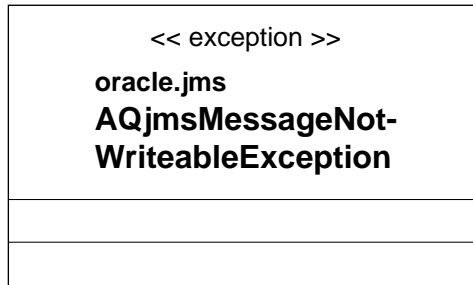 << exception >>
oracle.jms
AQjmsMessageNot-
WriteableException